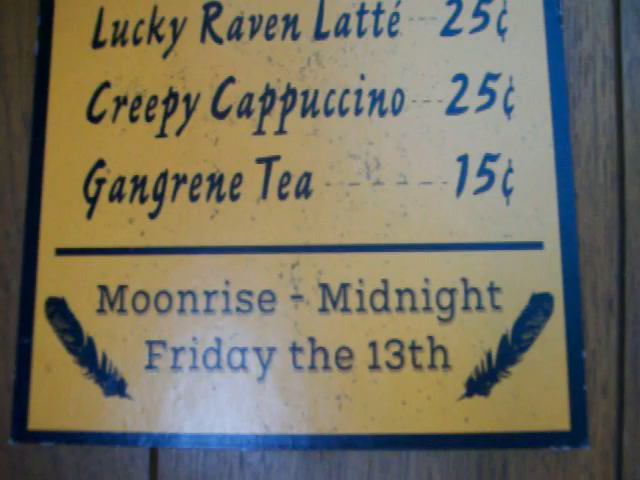 Lucky Raven Latté -- 25¢
Creepy Cappuccino --- 25¢
Gangrene Tea ------- 15¢
Moonrise - Midnight
Friday the 13th